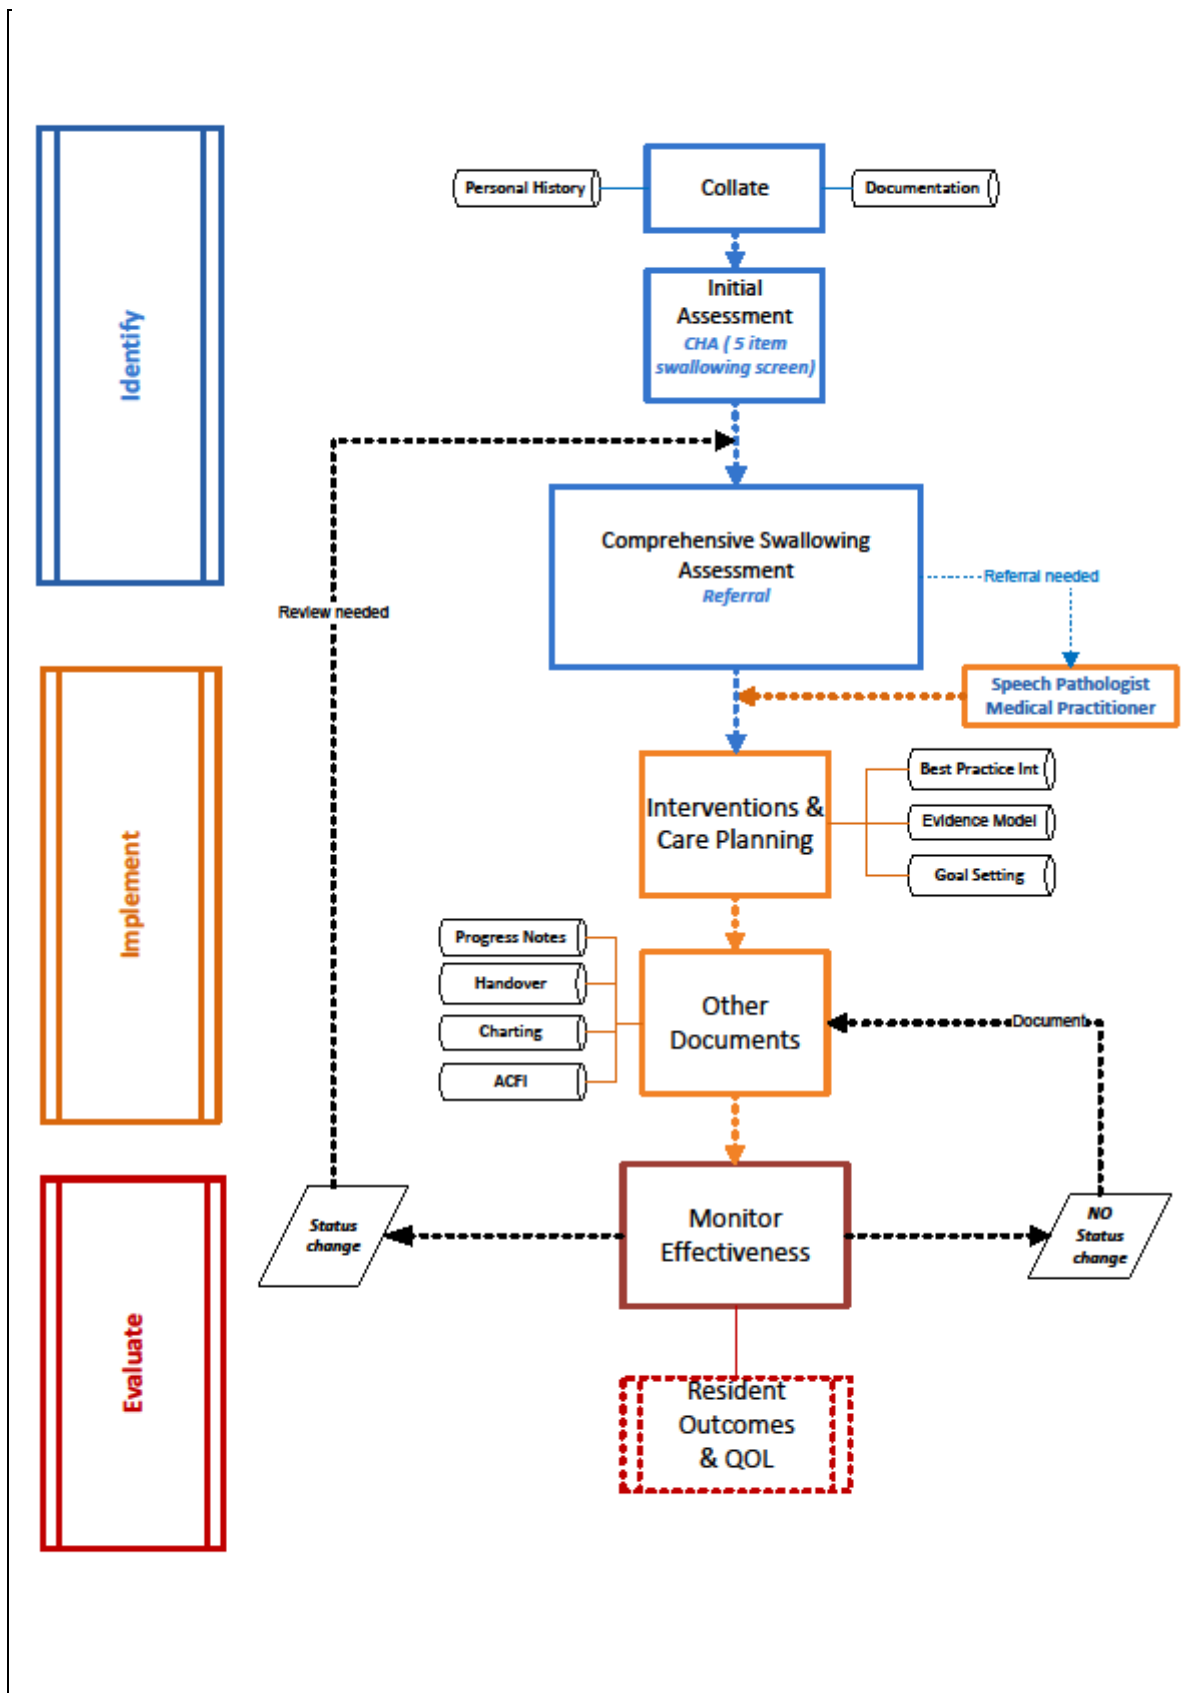 Identify
Personal History
Collate
Documentation
Initial
Assessment
CHA ( 5 item
swallowing screen)
Comprehensive Swallowing
Assessment
Referral
Referral needed
Review needed
Speech Pathologist
Medical Practitioner
Implement
Interventions &
Care Planning
Best Practice Int
Evidence Model
Goal Setting
Progress Notes
Handover
Charting
ACFI
Other
Documents
Document
Evaluate
Status
change
Monitor
Effectiveness
NO
Status
change
Resident
Outcomes
& QOL